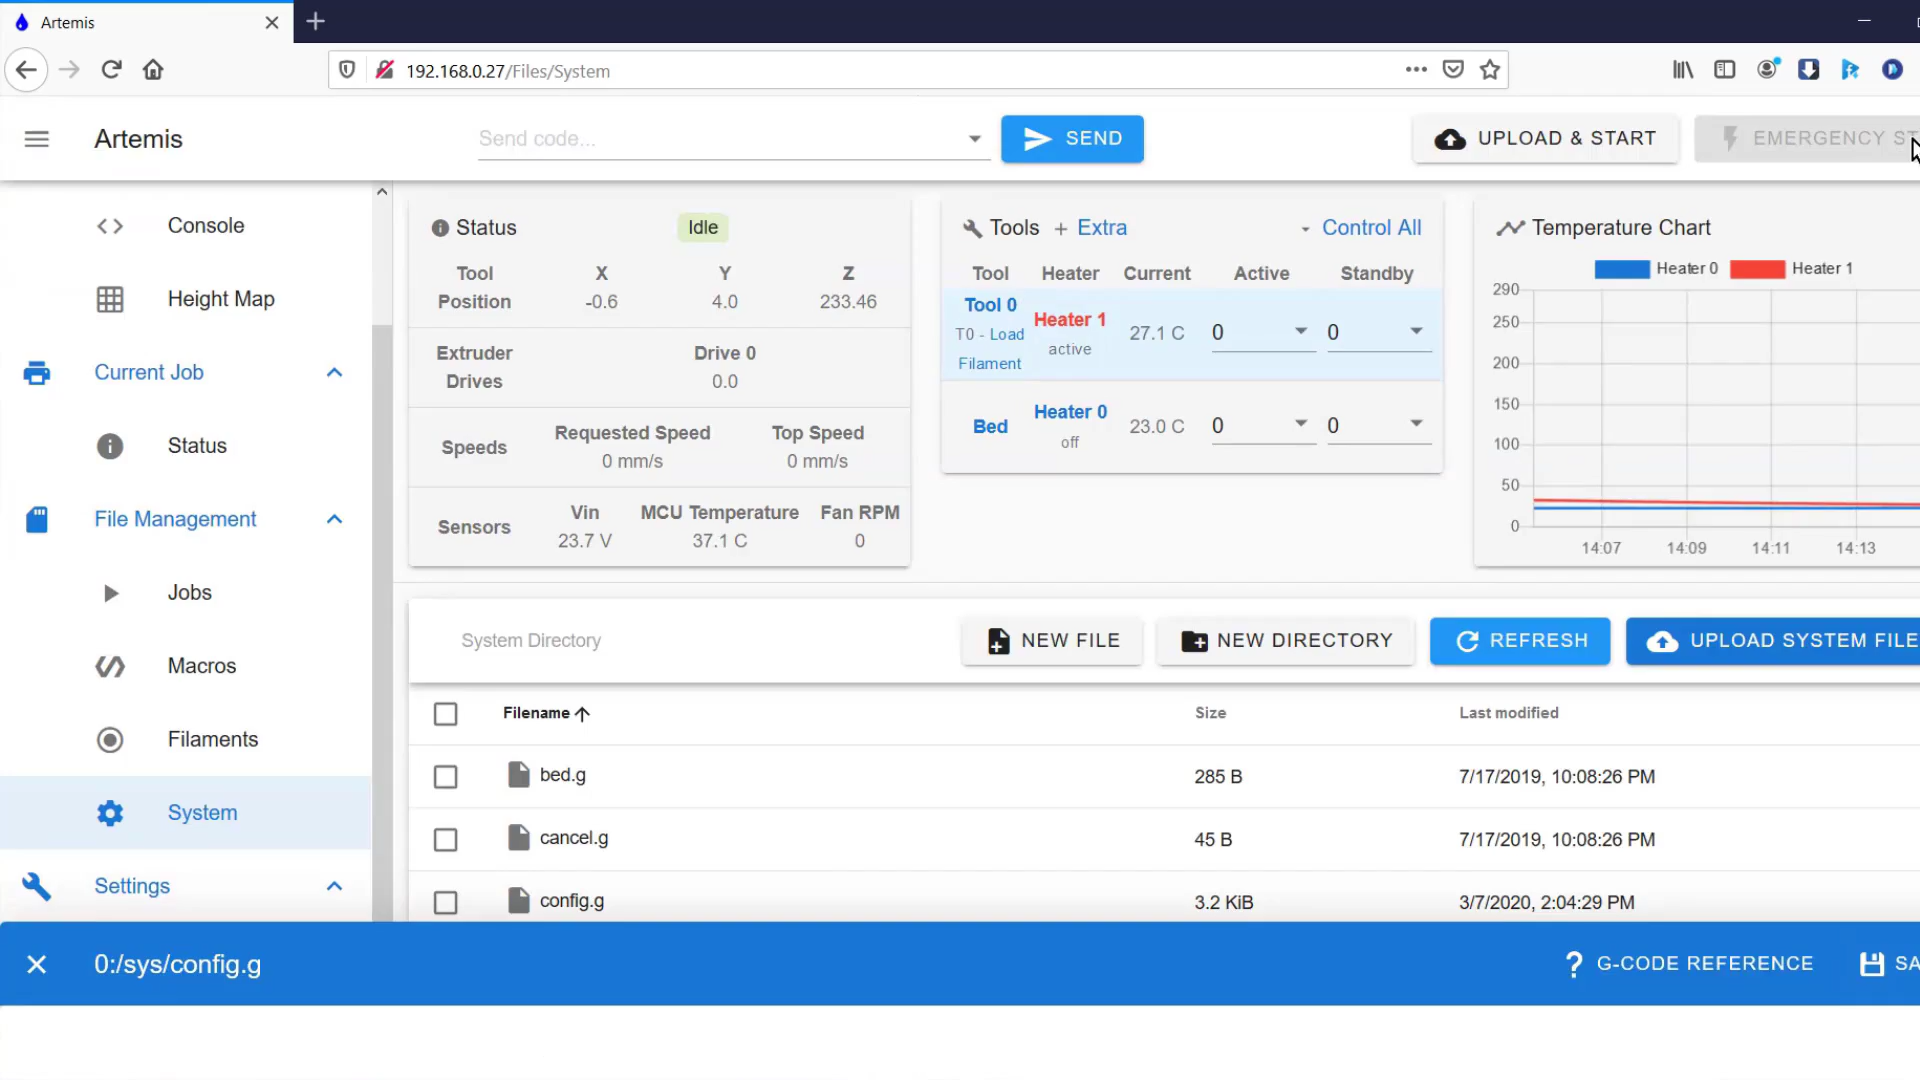 Artemis
192.168.0.27/Files/System
Artemis
Send code...
SEND
UPLOAD & START
EMERGENCY ST
Console
Height Map
Current Job
Status
File Management
Jobs
Macros
Filaments
System
Settings
Status
Idle
Tool Position
X
Y
Z
-0.6
4.0
233.46
Extruder Drives
Drive 0
0.0
Speeds
Requested Speed
Top Speed
0 mm/s
0 mm/s
Sensors
Vin
MCU Temperature
Fan RPM
23.7 V
37.1 C
0
Tools
+ Extra
Control All
Tool
Heater
Current
Active
Standby
Tool 0
T0 - Load
Filament
Heater 1
active
27.1 C
0
0
Bed
Heater 0
off
23.0 C
0
0
Temperature Chart
Heater 0
Heater 1
290
250
200
150
100
50
0
14:07
14:09
14:11
14:13
System Directory
NEW FILE
NEW DIRECTORY
REFRESH
UPLOAD SYSTEM FILE
Filename
Size
Last modified
bed.g
285 B
7/17/2019, 10:08:26 PM
cancel.g
45 B
7/17/2019, 10:08:26 PM
config.g
3.2 KiB
3/7/2020, 2:04:29 PM
0:/sys/config.g
? G-CODE REFERENCE
SA